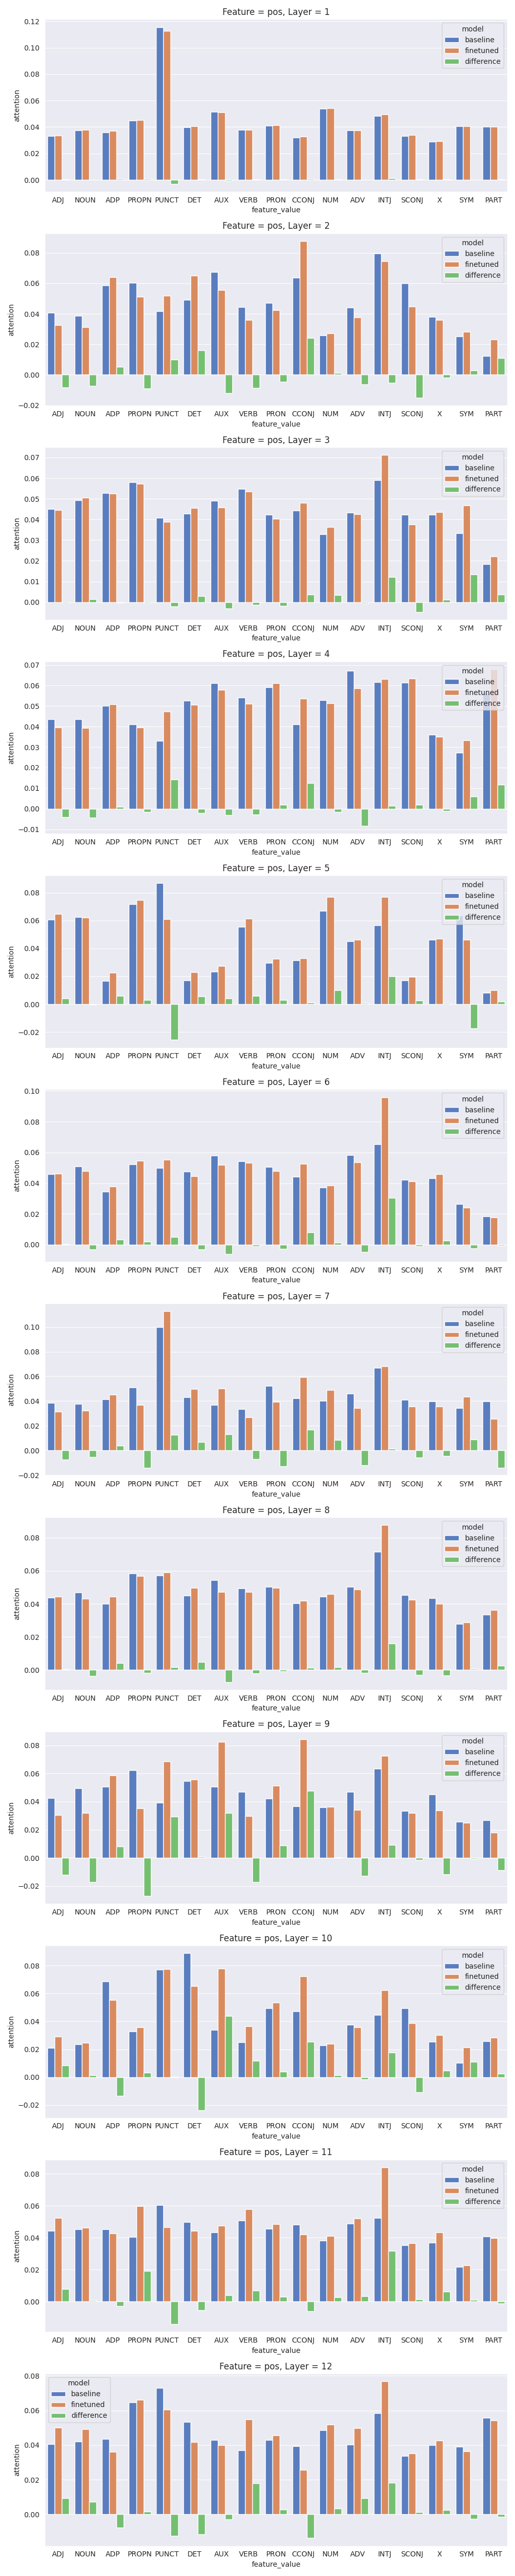 Feature = pos, Layer = 1
model
baseline
finetuned
difference
attention
0.12
0.10
0.08
0.06
0.04
0.02
0.00
ADJ NOUN ADP PROPN PUNCT DET AUX VERB PRON CCONJ NUM ADV INTJ SCONJ X SYM PART
feature_value
Feature = pos, Layer = 2
model
baseline
finetuned
difference
attention
0.08
0.06
0.04
0.02
0.00
−0.02
ADJ NOUN ADP PROPN PUNCT DET AUX VERB PRON CCONJ NUM ADV INTJ SCONJ X SYM PART
feature_value
Feature = pos, Layer = 3
model
baseline
finetuned
difference
attention
0.07
0.06
0.05
0.04
0.03
0.02
0.01
0.00
ADJ NOUN ADP PROPN PUNCT DET AUX VERB PRON CCONJ NUM ADV INTJ SCONJ X SYM PART
feature_value
Feature = pos, Layer = 4
model
baseline
finetuned
difference
attention
0.07
0.06
0.05
0.04
0.03
0.02
0.01
0.00
−0.01
ADJ NOUN ADP PROPN PUNCT DET AUX VERB PRON CCONJ NUM ADV INTJ SCONJ X SYM PART
feature_value
Feature = pos, Layer = 5
model
baseline
finetuned
difference
attention
0.08
0.06
0.04
0.02
0.00
−0.02
ADJ NOUN ADP PROPN PUNCT DET AUX VERB PRON CCONJ NUM ADV INTJ SCONJ X SYM PART
feature_value
Feature = pos, Layer = 6
model
baseline
finetuned
difference
attention
0.10
0.08
0.06
0.04
0.02
0.00
ADJ NOUN ADP PROPN PUNCT DET AUX VERB PRON CCONJ NUM ADV INTJ SCONJ X SYM PART
feature_value
Feature = pos, Layer = 7
model
baseline
finetuned
difference
attention
0.10
0.08
0.06
0.04
0.02
0.00
−0.02
ADJ NOUN ADP PROPN PUNCT DET AUX VERB PRON CCONJ NUM ADV INTJ SCONJ X SYM PART
feature_value
Feature = pos, Layer = 8
model
baseline
finetuned
difference
attention
0.08
0.06
0.04
0.02
0.00
ADJ NOUN ADP PROPN PUNCT DET AUX VERB PRON CCONJ NUM ADV INTJ SCONJ X SYM PART
feature_value
Feature = pos, Layer = 9
model
baseline
finetuned
difference
attention
0.08
0.06
0.04
0.02
0.00
−0.02
ADJ NOUN ADP PROPN PUNCT DET AUX VERB PRON CCONJ NUM ADV INTJ SCONJ X SYM PART
feature_value
Feature = pos, Layer = 10
model
baseline
finetuned
difference
attention
0.08
0.06
0.04
0.02
0.00
−0.02
ADJ NOUN ADP PROPN PUNCT DET AUX VERB PRON CCONJ NUM ADV INTJ SCONJ X SYM PART
feature_value
Feature = pos, Layer = 11
model
baseline
finetuned
difference
attention
0.08
0.06
0.04
0.02
0.00
ADJ NOUN ADP PROPN PUNCT DET AUX VERB PRON CCONJ NUM ADV INTJ SCONJ X SYM PART
feature_value
Feature = pos, Layer = 12
model
baseline
finetuned
difference
attention
0.08
0.06
0.04
0.02
0.00
ADJ NOUN ADP PROPN PUNCT DET AUX VERB PRON CCONJ NUM ADV INTJ SCONJ X SYM PART
feature_value